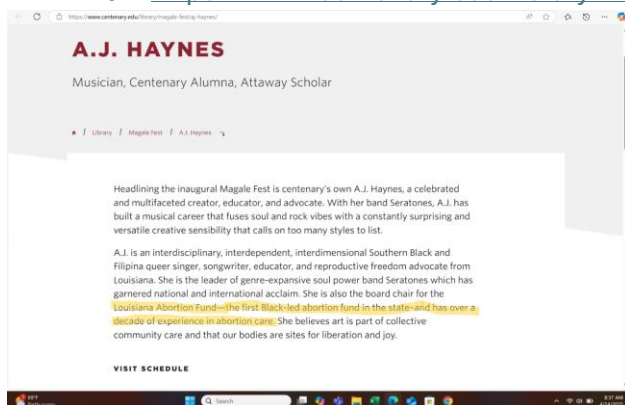 https://www.centenary.edu/library/magale-fest/aj-haynes/
A.J. HAYNES
Musician, Centenary Alumna, Attaway Scholar
/ Library / Magale Fest / A.J. Haynes
Headlining the inaugural Magale Fest is centenary's own A.J. Haynes, a celebrated
and multifaceted creator, educator, and advocate. With her band Seratones, A.J. has
built a musical career that fuses soul and rock vibes with a constantly surprising and
versatile creative sensibility that calls on too many styles to list.
A.J. is an interdisciplinary, interdependent, interdimensional Southern Black and
Filipina queer singer, songwriter, educator, and reproductive freedom advocate from
Louisiana. She is the leader of genre-expansive soul power band Seratones which has
garnered national and international acclaim. She is also the board chair for the
Louisiana Abortion Fund—the first Black-led abortion fund in the state–and has over a
decade of experience in abortion care. She believes art is part of collective
community care and that our bodies are sites for liberation and joy.
VISIT SCHEDULE
Search
8:37 AM